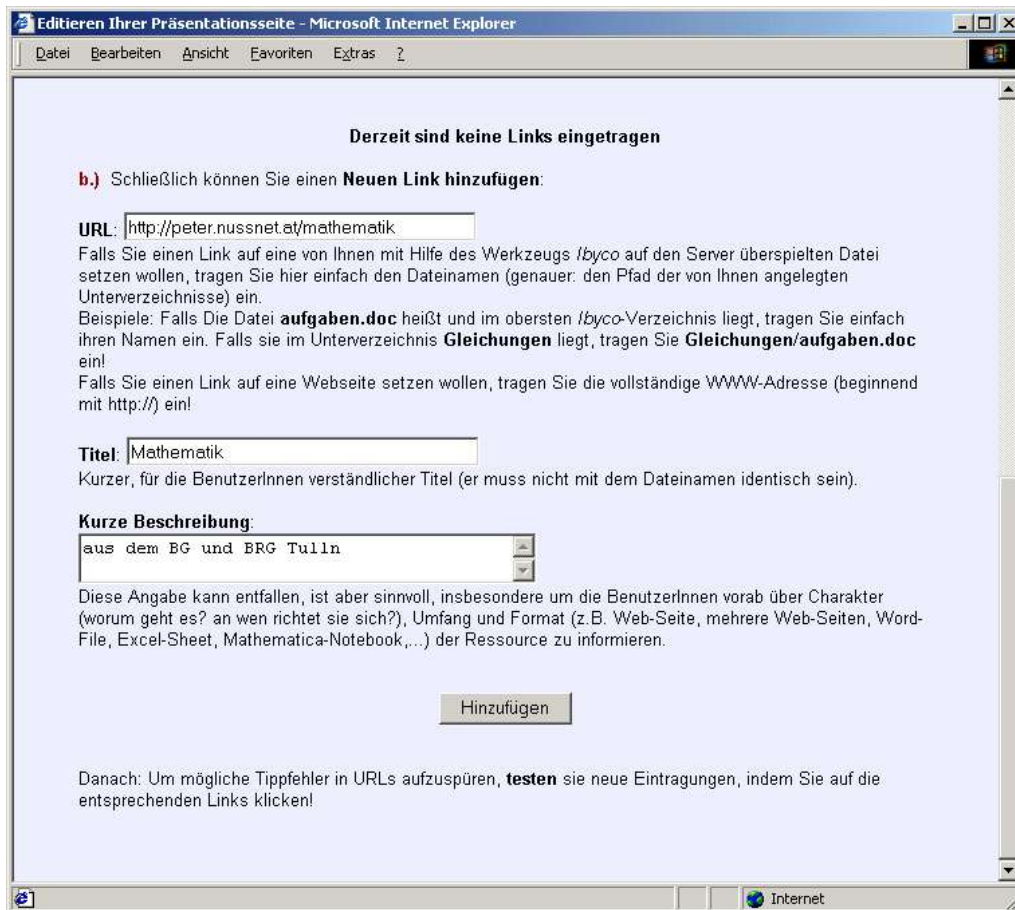 Editieren Ihrer Präsentationsseite - Microsoft Internet Explorer
Datei Bearbeiten Ansicht Favoriten Extras ?
Derzeit sind keine Links eingetragen
b.) Schließlich können Sie einen Neuen Link hinzufügen:
URL: http://peter.nussnet.at/mathematik
Falls Sie einen Link auf eine von Ihnen mit Hilfe des Werkzeugs Ibyco auf den Server überspielten Datei
setzen wollen, tragen Sie hier einfach den Dateinamen (genauer: den Pfad der von Ihnen angelegten
Unterverzeichnisse) ein.
Beispiele: Falls Die Datei aufgaben.doc heißt und im obersten Ibyco-Verzeichnis liegt, tragen Sie einfach
ihren Namen ein. Falls sie im Unterverzeichnis Gleichungen liegt, tragen Sie Gleichungen/aufgaben.doc
ein!
Falls Sie einen Link auf eine Webseite setzen wollen, tragen Sie die vollständige WWW-Adresse (beginnend
mit http://) ein!
Titel: Mathematik
Kurzer, für die BenutzerInnen verständlicher Titel (er muss nicht mit dem Dateinamen identisch sein).
Kurze Beschreibung:
aus dem BG und BRG Tulln
Diese Angabe kann entfallen, ist aber sinnvoll, insbesondere um die BenutzerInnen vorab über Charakter
(worum geht es? an wen richtet sie sich?), Umfang und Format (z.B. Web-Seite, mehrere Web-Seiten, Word-
File, Excel-Sheet, Mathematica-Notebook,...) der Ressource zu informieren.
Hinzufügen
Danach: Um mögliche Tippfehler in URLs aufzuspüren, testen sie neue Eintragungen, indem Sie auf die
entsprechenden Links klicken!
Internet